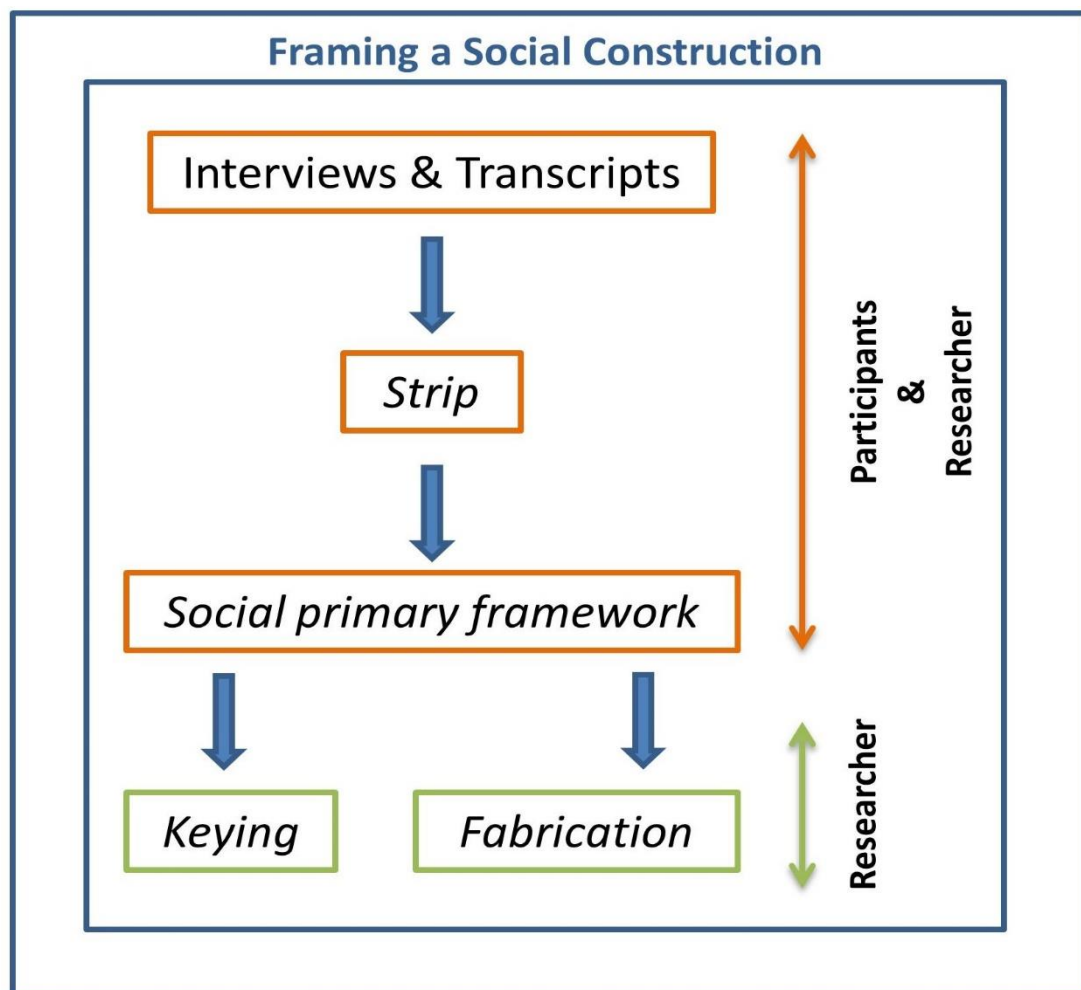 Framing a Social Construction
Interviews & Transcripts
Strip
Social primary framework
Keying
Fabrication
Participants
&
Researcher
Researcher